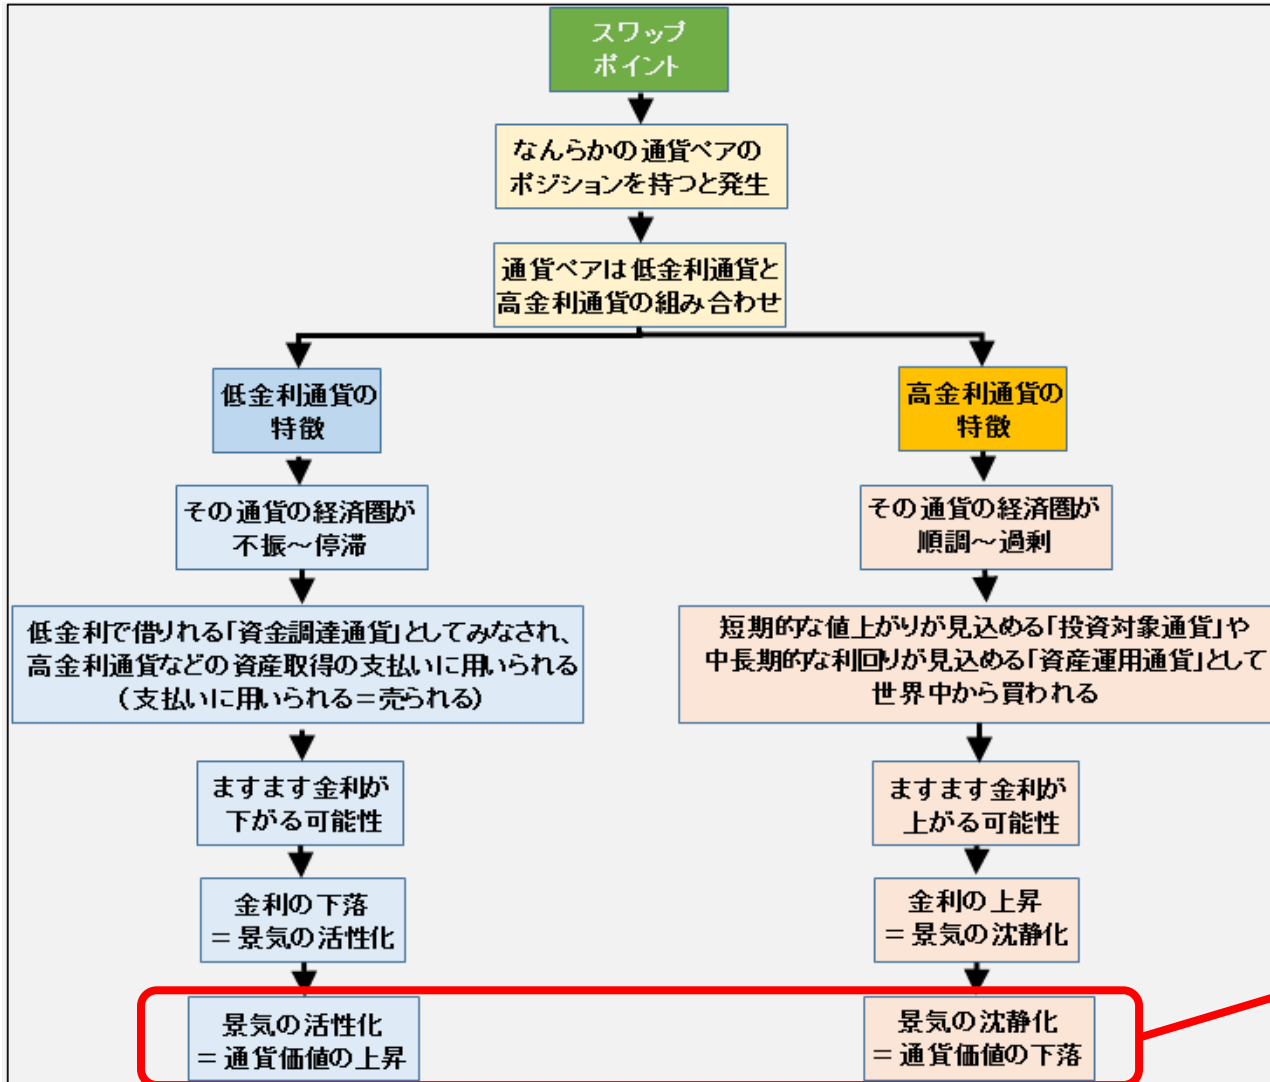 スワップ
ポイント
なんらかの通貨ペアの
ポジションを持つと発生
通貨ペアは低金利通貨と
高金利通貨の組み合わせ
低金利通貨の
特徴
高金利通貨の
特徴
その通貨の経済圏が
不振～停滞
その通貨の経済圏が
順調～過剰
低金利で借りれる「資金調達通貨」としてみなされ、
高金利通貨などの資産取得の支払いに用いられる
（支払いに用いられる＝売られる）
短期的な値上がりが見込める「投資対象通貨」や
中長期的な利回りが見込める「資産運用通貨」として
世界中から買われる
ますます金利が
下がる可能性
ますます金利が
上がる可能性
金利の下落
＝景気の活性化
金利の上昇
＝景気の沈静化
景気の活性化
＝通貨価値の上昇
景気の沈静化
＝通貨価値の下落